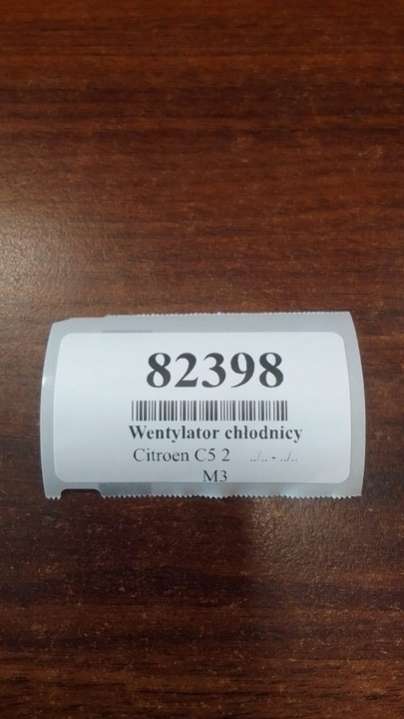 82398
Wentylator chłodnicy
Citroen C5 2 ../.. - ../..
M3